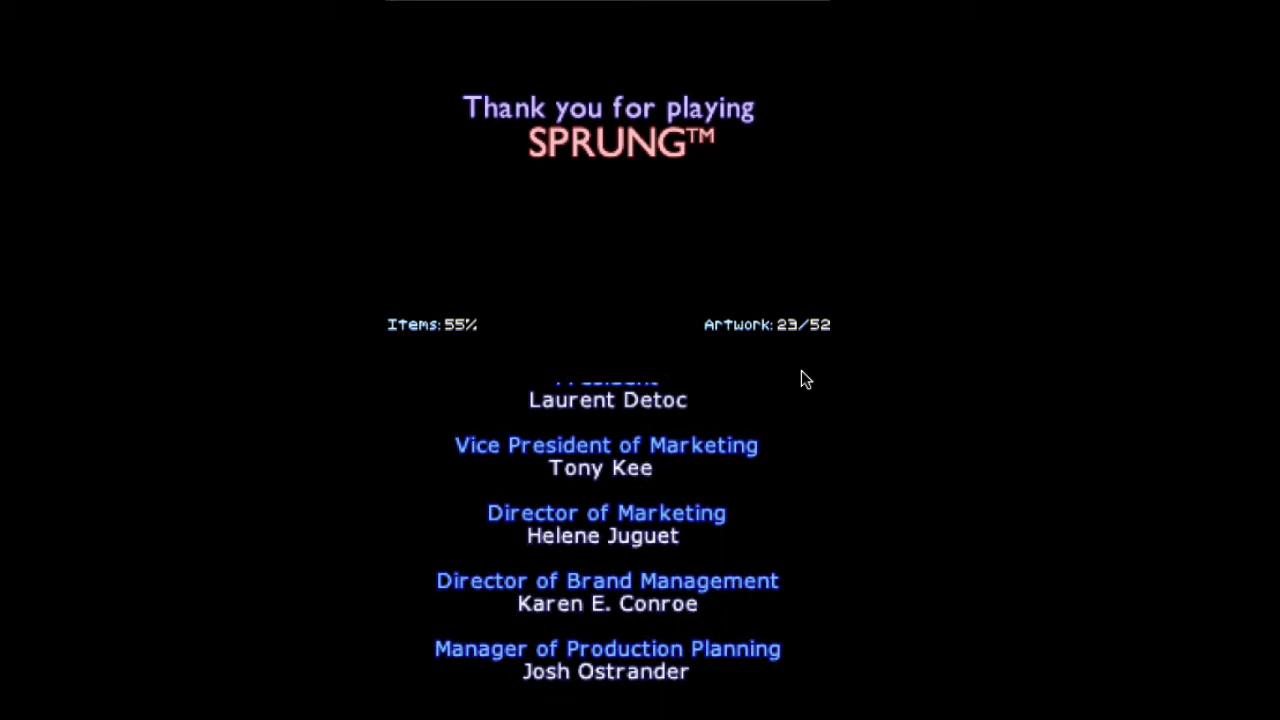 Thank you for playing
SPRUNG™
Items: 55% Artwork: 23/52
President
Laurent Detoc
Vice President of Marketing
Tony Kee
Director of Marketing
Helene Juguet
Director of Brand Management
Karen E. Conroe
Manager of Production Planning
Josh Ostrander